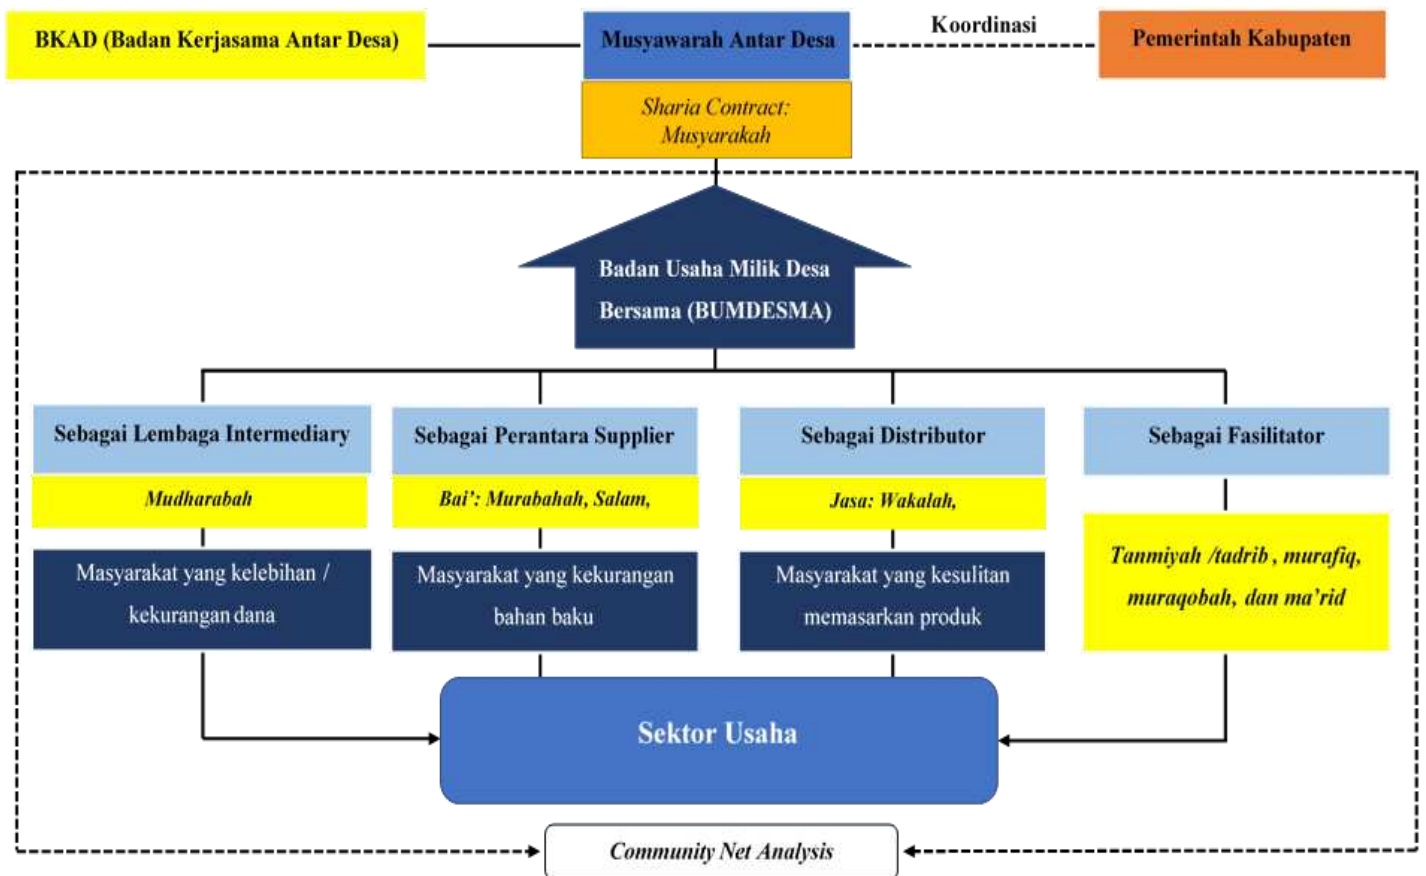 BKAD (Badan Kerjasama Antar Desa)
Musyawarah Antar Desa
Koordinasi
Pemerintah Kabupaten
Sharia Contract:
Musyarakah
Badan Usaha Milik Desa
Bersama (BUMDESMA)
Sebagai Lembaga Intermediary
Sebagai Perantara Supplier
Sebagai Distributor
Sebagai Fasilitator
Mudharabah
Bai’: Murabahah, Salam,
Jasa: Wakalah,
Masyarakat yang kelebihan /
kekurangan dana
Masyarakat yang kekurangan
bahan baku
Masyarakat yang kesulitan
memasarkan produk
Tanmiyah /tadrib , murafiq,
muraqobah, dan ma’rid
Sektor Usaha
Community Net Analysis